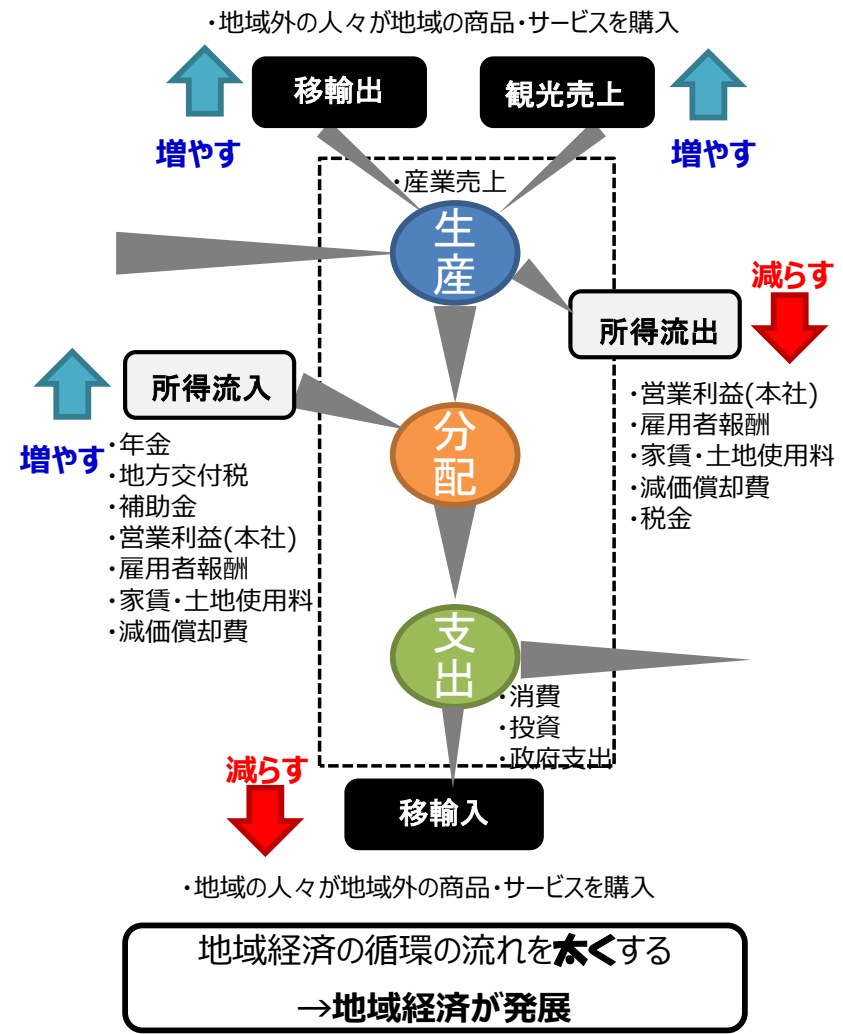 ・地域外の人々が地域の商品・サービスを購入
移輸出
観光売上
増やす
増やす
・産業売上
生産
減らす
所得流出
・営業利益(本社)
・雇用者報酬
・家賃・土地使用料
・減価償却費
・税金
所得流入
増やす
・年金
・地方交付税
・補助金
・営業利益(本社)
・雇用者報酬
・家賃・土地使用料
・減価償却費
分配
支出
・消費
・投資
・政府支出
減らす
移輸入
・地域の人々が地域外の商品・サービスを購入
地域経済の循環の流れを太くする
→地域経済が発展